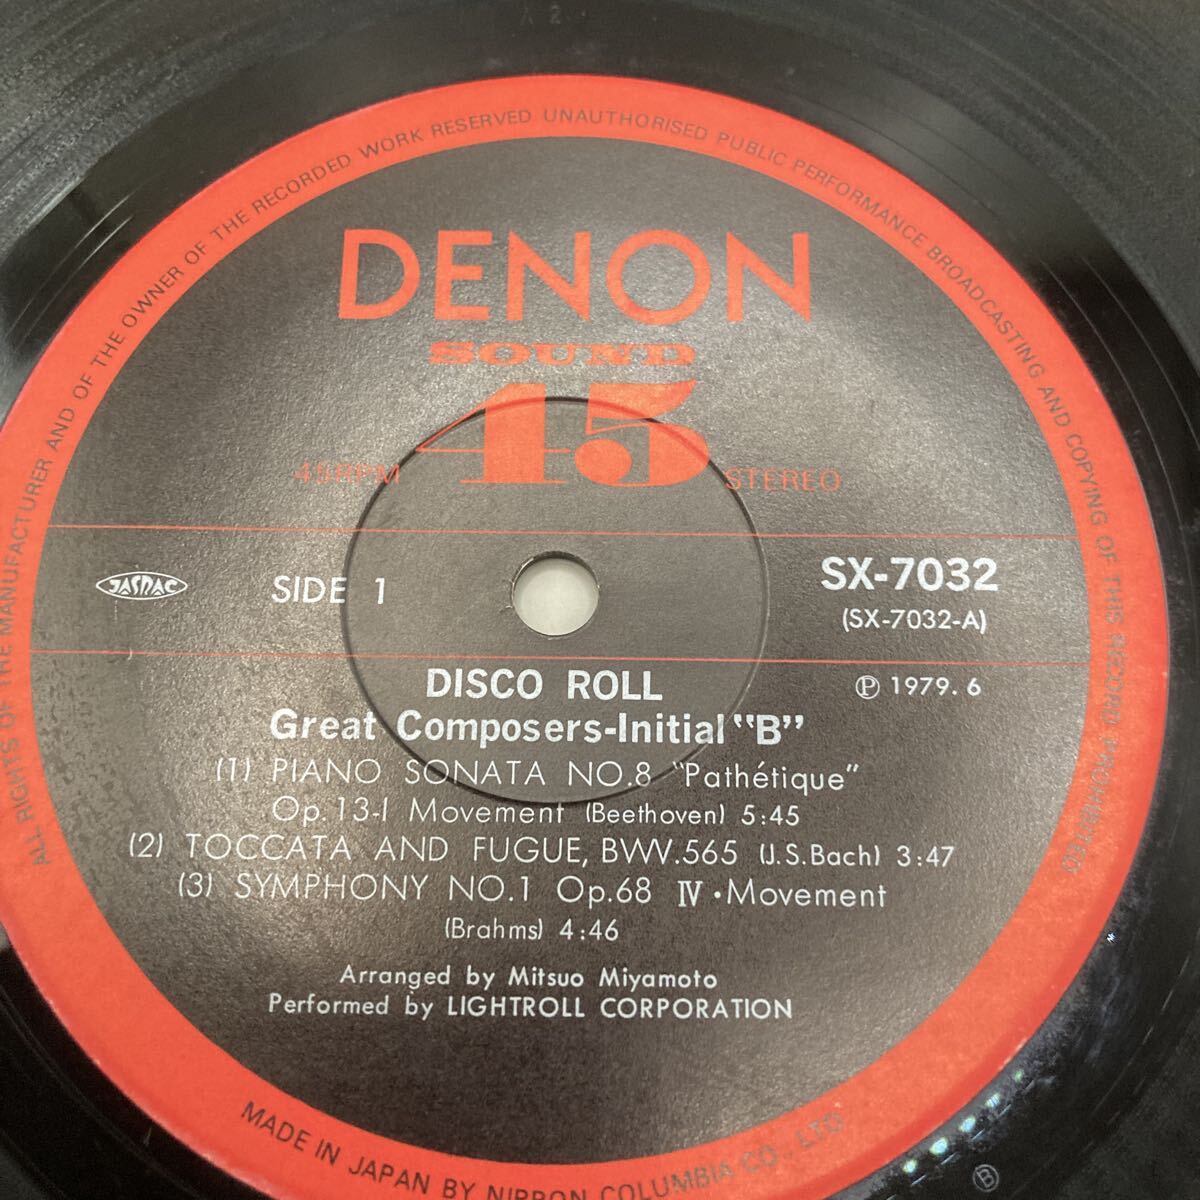 ALL RIGHTS OF THE MANUFACTURER AND OF THE OWNER OF THE RECORDED WORK RESERVED UNAUTHORISED PUBLIC PERFORMANCE BROADCASTING AND COPYING OF THIS RECORD PROHIBITED
DENON
SOUND
45
45RPM STEREO
JASRAC SIDE 1 SX-7032
(SX-7032-A)
DISCO ROLL ℗ 1979.6
Great Composers-Initial "B"
(1) PIANO SONATA NO.8 "Pathétique"
Op.13-I Movement (Beethoven) 5:45
(2) TOCCATA AND FUGUE, BWV.565 (J.S.Bach) 3:47
(3) SYMPHONY NO.1 Op.68 Ⅳ・Movement
(Brahms) 4:46
Arranged by Mitsuo Miyamoto
Performed by LIGHTROLL CORPORATION
MADE IN JAPAN BY NIPPON COLUMBIA CO., LTD
B